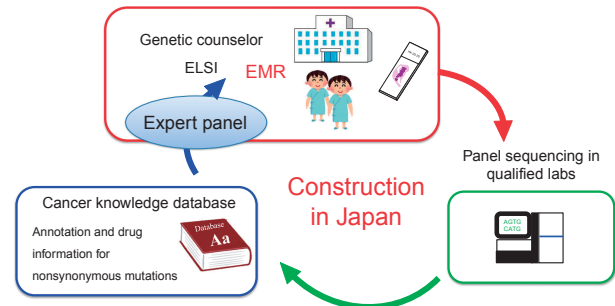 Genetic counselor
ELSI
EMR
Expert panel
Panel sequencing in
qualified labs
AGTG
CATG
Construction
in Japan
Cancer knowledge database
Annotation and drug
information for
nonsynonymous mutations
Database
Aa